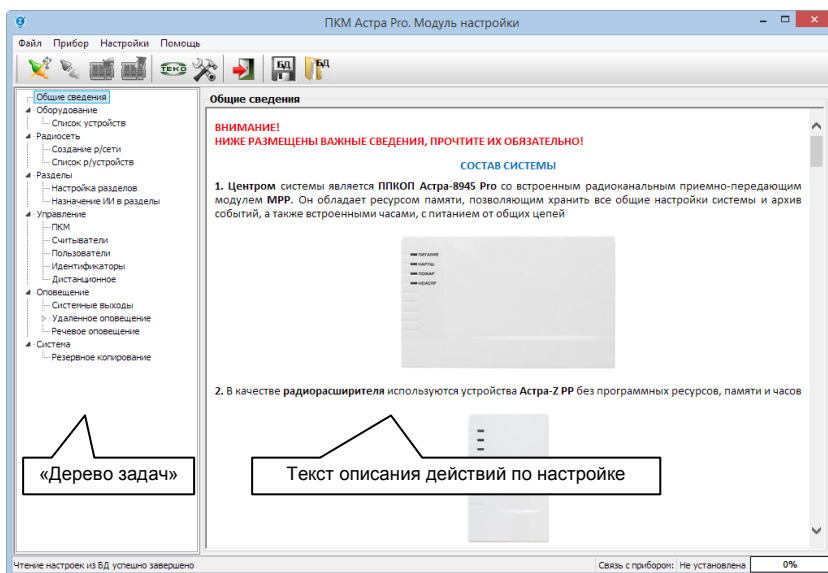 ПКМ Астра Pro. Модуль настройки
Файл Прибор Настройки Помощь
ТЕКО БД БД
Общие сведения
Оборудование
Список устройств
Радиосеть
Создание р/сети
Список р/устройств
Разделы
Настройка разделов
Назначение ИИ в разделы
Управление
ПКМ
Считыватели
Пользователи
Идентификаторы
Дистанционное
Оповещение
Системные выходы
Удаленное оповещение
Речевое оповещение
Система
Резервное копирование
«Дерево задач»
Общие сведения
ВНИМАНИЕ!
НИЖЕ РАЗМЕЩЕНЫ ВАЖНЫЕ СВЕДЕНИЯ, ПРОЧТИТЕ ИХ ОБЯЗАТЕЛЬНО!
СОСТАВ СИСТЕМЫ
1. Центром системы является ППКОП Астра-8945 Pro со встроенным радиоканальным приемно-передающим
модулем МРР. Он обладает ресурсом памяти, позволяющим хранить все общие настройки системы и архив
событий, а также встроенными часами, с питанием от общих цепей
ПИТАНИЕ
НАРУШ
ПОЖАР
НЕИСПР
2. В качестве радиорасширителя используются устройства Астра-Z РР без программных ресурсов, памяти и часов
Текст описания действий по настройке
Чтение настроек из БД успешно завершено
Связь с прибором: Не установлена 0%